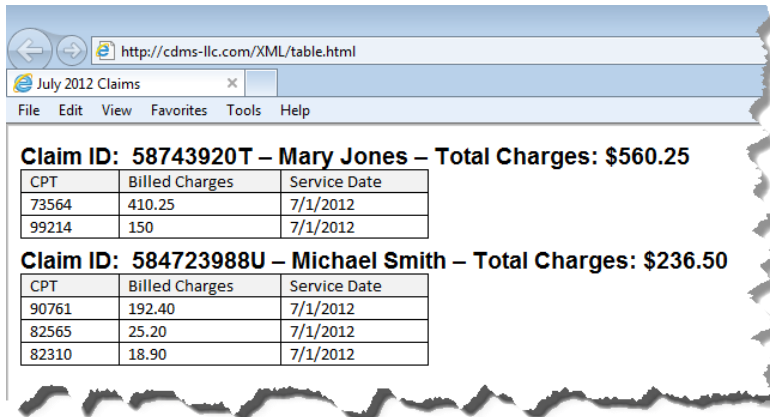 http://cdms-llc.com/XML/table.html
July 2012 Claims
File Edit View Favorites Tools Help
Claim ID: 58743920T – Mary Jones – Total Charges: $560.25
CPT Billed Charges Service Date
73564 410.25 7/1/2012
99214 150 7/1/2012
Claim ID: 584723988U – Michael Smith – Total Charges: $236.50
CPT Billed Charges Service Date
90761 192.40 7/1/2012
82565 25.20 7/1/2012
82310 18.90 7/1/2012